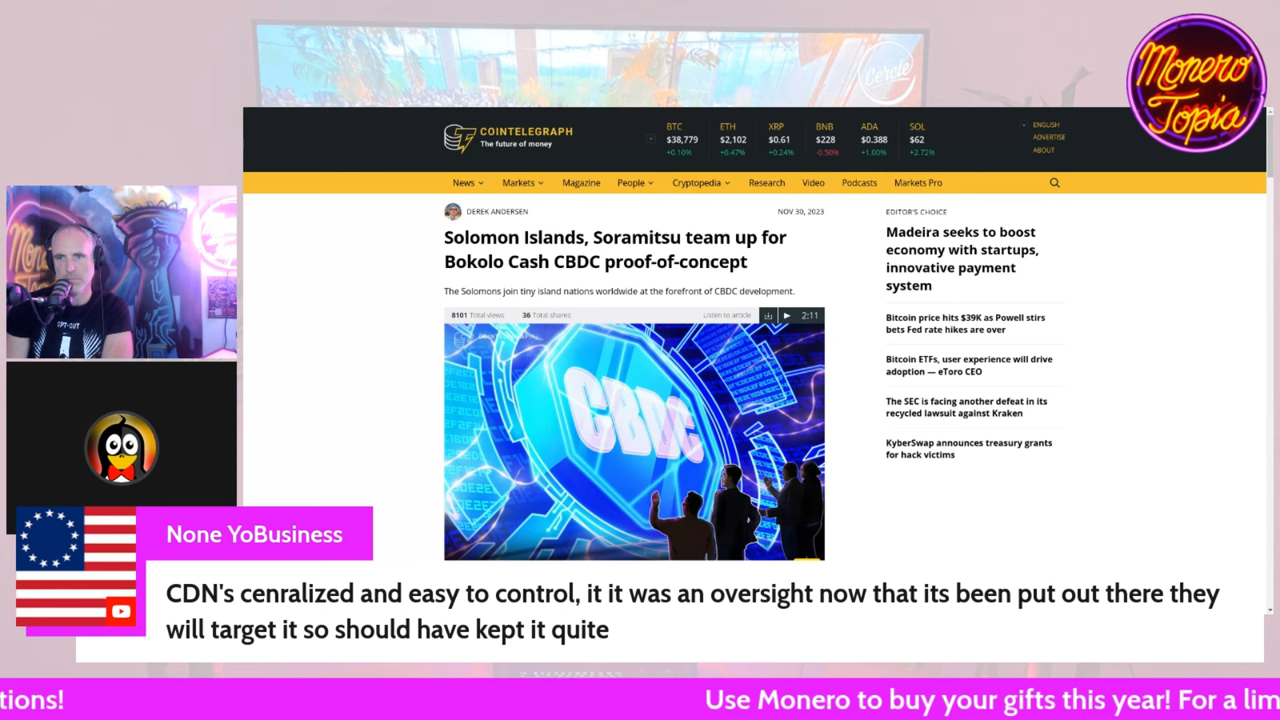 Cercle
Monero
Topia
COINTELEGRAPH
The future of money
BTC
$38,779
+0.16%
ETH
$2,102
+0.47%
XRP
$0.61
+0.24%
BNB
$228
-0.50%
ADA
$0.388
+1.00%
SOL
$62
+2.72%
ENGLISH
ADVERTISE
ABOUT
News
Markets
Magazine
People
Cryptopedia
Research
Video
Podcasts
Markets Pro
DEREK ANDERSEN
NOV 30, 2023
Solomon Islands, Soramitsu team up for
Bokolo Cash CBDC proof-of-concept
The Solomons join tiny island nations worldwide at the forefront of CBDC development.
8101 Total views
36 Total shares
Listen to article
2:11
CBDC
EDITOR'S CHOICE
Madeira seeks to boost
economy with startups,
innovative payment
system
Bitcoin price hits $39K as Powell stirs
bets Fed rate hikes are over
Bitcoin ETFs, user experience will drive
adoption — eToro CEO
The SEC is facing another defeat in its
recycled lawsuit against Kraken
KyberSwap announces treasury grants
for hack victims
OPT-OUT
None YoBusiness
CDN's cenralized and easy to control, it it was an oversight now that its been put out there they
will target it so should have kept it quite
tions!
Use Monero to buy your gifts this year! For a lim